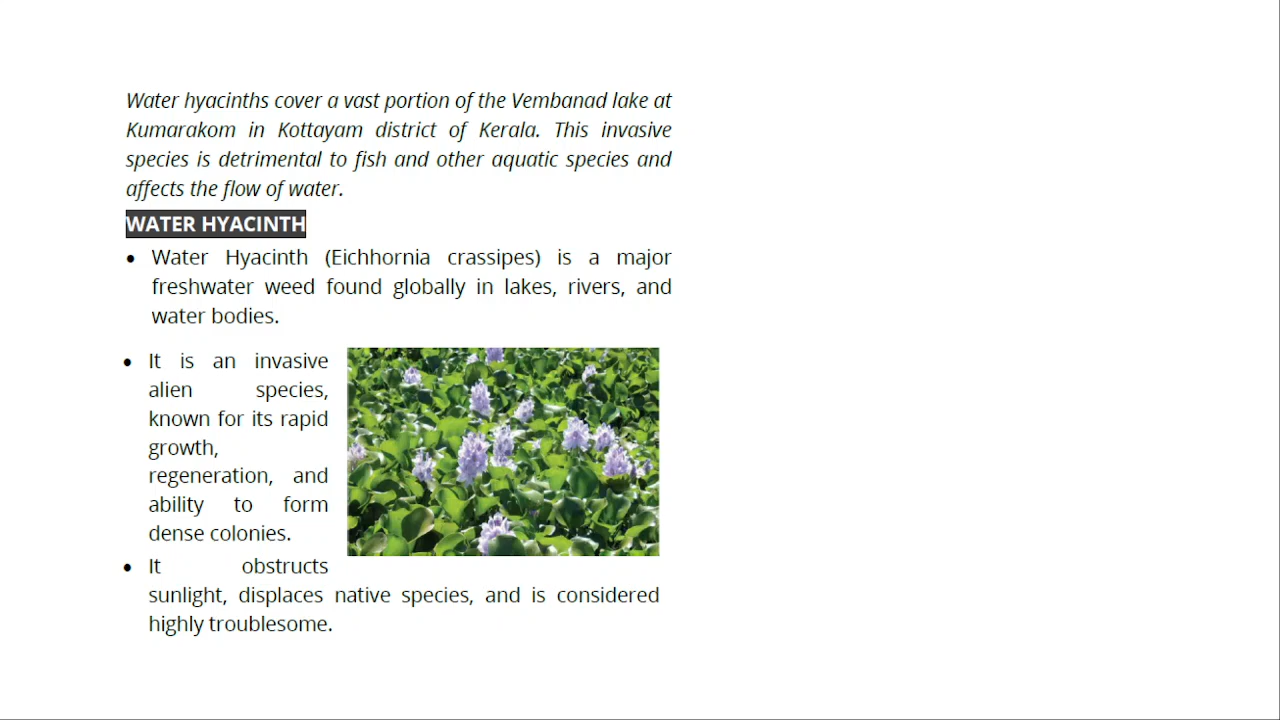 Water hyacinths cover a vast portion of the Vembanad lake at
Kumarakom in Kottayam district of Kerala. This invasive
species is detrimental to fish and other aquatic species and
affects the flow of water.
WATER HYACINTH
• Water Hyacinth (Eichhornia crassipes) is a major
freshwater weed found globally in lakes, rivers, and
water bodies.
• It is an invasive
alien species,
known for its rapid
growth,
regeneration, and
ability to form
dense colonies.
• It obstructs
sunlight, displaces native species, and is considered
highly troublesome.